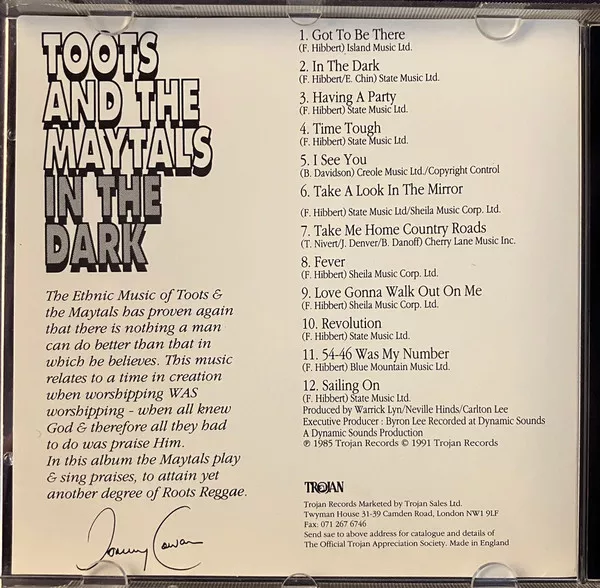 TOOTS
AND THE
MAYTALS
IN THE
DARK
The Ethnic Music of Toots &
the Maytals has proven again
that there is nothing a man
can do better than that in
which he believes. This music
relates to a time in creation
when worshipping WAS
worshipping - when all knew
God & therefore all they had
to do was praise Him.
In this album the Maytals play
& sing praises, to attain yet
another degree of Roots Reggae.
Tommy Cowan
1. Got To Be There
(F. Hibbert) Island Music Ltd.
2. In The Dark
(F. Hibbert/E. Chin) State Music Ltd.
3. Having A Party
(F. Hibbert) State Music Ltd.
4. Time Tough
(F. Hibbert) State Music Ltd.
5. I See You
(B. Davidson) Creole Music Ltd./Copyright Control
6. Take A Look In The Mirror
(F. Hibbert) State Music Ltd/Sheila Music Corp. Ltd.
7. Take Me Home Country Roads
(T. Nivert/J. Denver/B. Danoff) Cherry Lane Music Inc.
8. Fever
(F. Hibbert) Sheila Music Corp. Ltd.
9. Love Gonna Walk Out On Me
(F. Hibbert) Sheila Music Corp. Ltd.
10. Revolution
(F. Hibbert) State Music Ltd.
11. 54-46 Was My Number
(F. Hibbert) Blue Mountain Music Ltd.
12. Sailing On
(F. Hibbert) State Music Ltd.
Produced by Warrick Lyn/Neville Hinds/Carlton Lee
Executive Producer : Byron Lee Recorded at Dynamic Sounds
A Dynamic Sounds Production
℗ 1985 Trojan Records © 1991 Trojan Records
TROJAN
Trojan Records Marketed by Trojan Sales Ltd.
Twyman House 31-39 Camden Road, London NW1 9LF
Fax: 071 267 6746
Send sae to above address for catalogue and details of
The Official Trojan Appreciation Society. Made in England